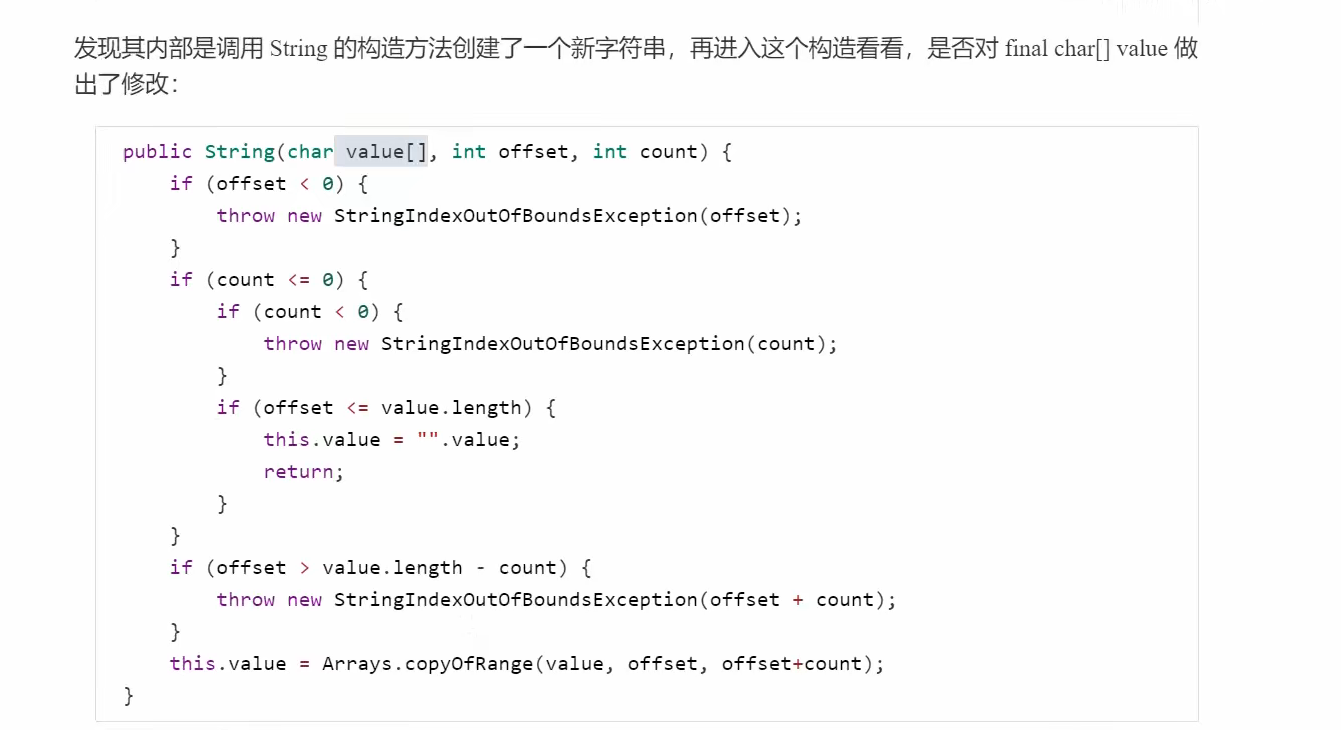 发现其内部是调用 String 的构造方法创建了一个新字符串，再进入这个构造看看，是否对 final char[] value 做
出了修改：
public String(char value[], int offset, int count) {
    if (offset < 0) {
        throw new StringIndexOutOfBoundsException(offset);
    }
    if (count <= 0) {
        if (count < 0) {
            throw new StringIndexOutOfBoundsException(count);
        }
        if (offset <= value.length) {
            this.value = "".value;
            return;
        }
    }
    if (offset > value.length - count) {
        throw new StringIndexOutOfBoundsException(offset + count);
    }
    this.value = Arrays.copyOfRange(value, offset, offset+count);
}